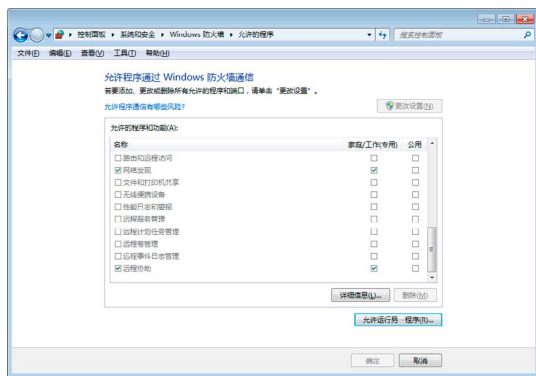 控制面板 ▸ 系统和安全 ▸ Windows 防火墙 ▸ 允许的程序
搜索控制面板
文件(F) 编辑(E) 查看(V) 工具(T) 帮助(H)
允许程序通过 Windows 防火墙通信
若要添加、更改或删除所有允许的程序和端口，请单击“更改设置”。
允许程序通信有哪些风险?
更改设置(N)
允许的程序和功能(A):
名称 家庭/工作(专用) 公用
路由和远程访问
网络发现
文件和打印机共享
无线便携设备
性能日志和警报
远程服务管理
远程计划任务管理
远程卷管理
远程事件日志管理
远程协助
详细信息(L)... 删除(M)
允许运行另一程序(R)...
确定 取消